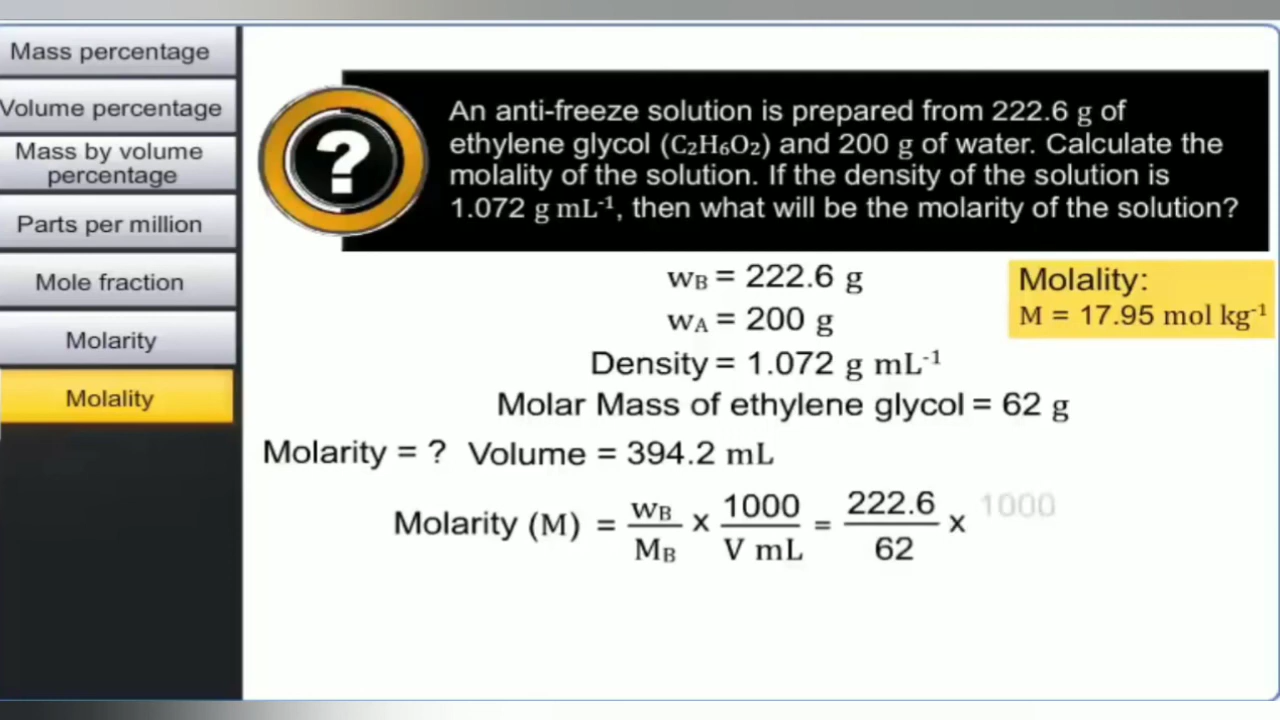 Mass percentage
Volume percentage
Mass by volume
percentage
Parts per million
Mole fraction
Molarity
Molality
?
An anti-freeze solution is prepared from 222.6 g of
ethylene glycol (C₂H₆O₂) and 200 g of water. Calculate the
molality of the solution. If the density of the solution is
1.072 g mL⁻¹, then what will be the molarity of the solution?
w_B = 222.6 g
w_A = 200 g
Density = 1.072 g mL⁻¹
Molar Mass of ethylene glycol = 62 g
Molality:
M = 17.95 mol kg⁻¹
Molarity = ? Volume = 394.2 mL
Molarity (M) = w_B/M_B x 1000/V mL = 222.6/62 x 1000